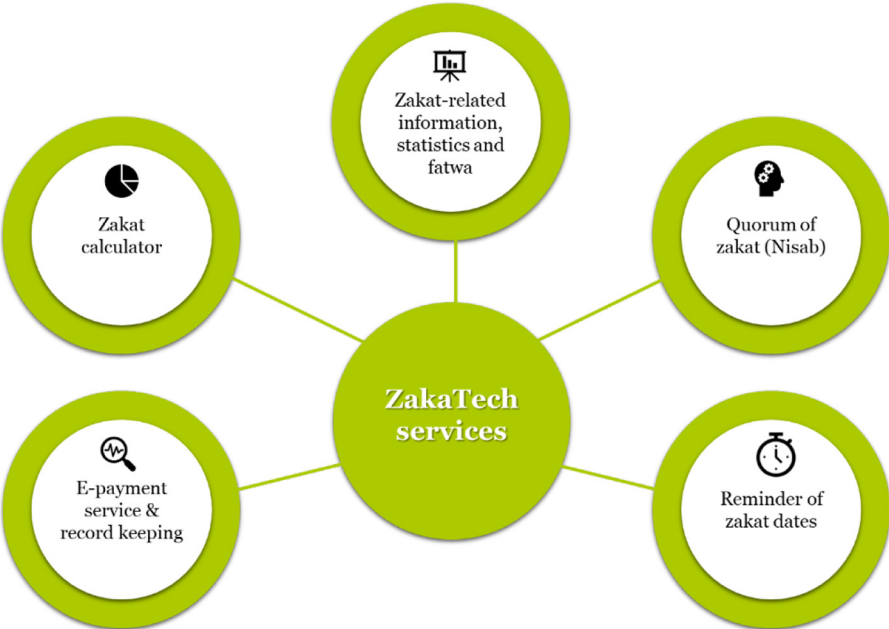 Zakat-related
information,
statistics and
fatwa
Zakat
calculator
Quorum of
zakat (Nisab)
ZakaTech
services
E-payment
service &
record keeping
Reminder of
zakat dates